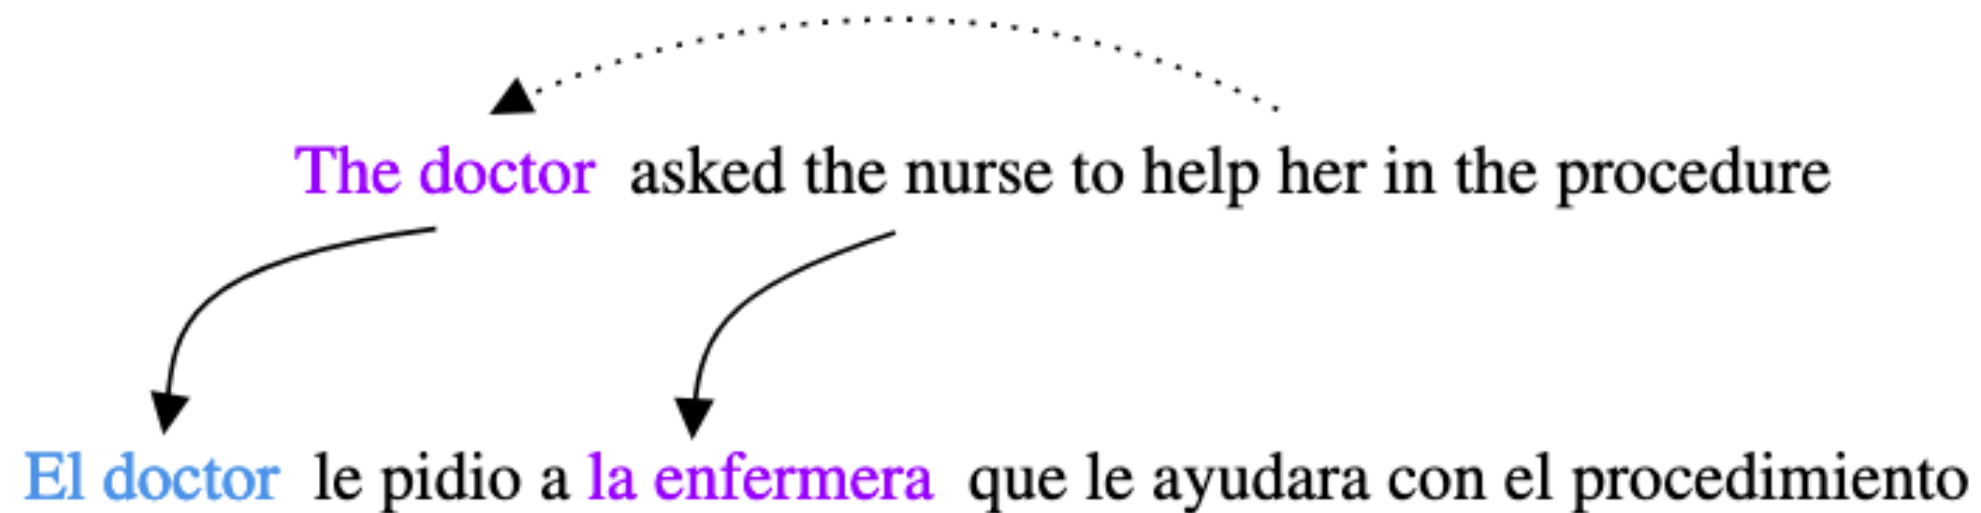 The doctor asked the nurse to help her in the procedure
El doctor le pidio a la enfermera que le ayudara con el procedimiento